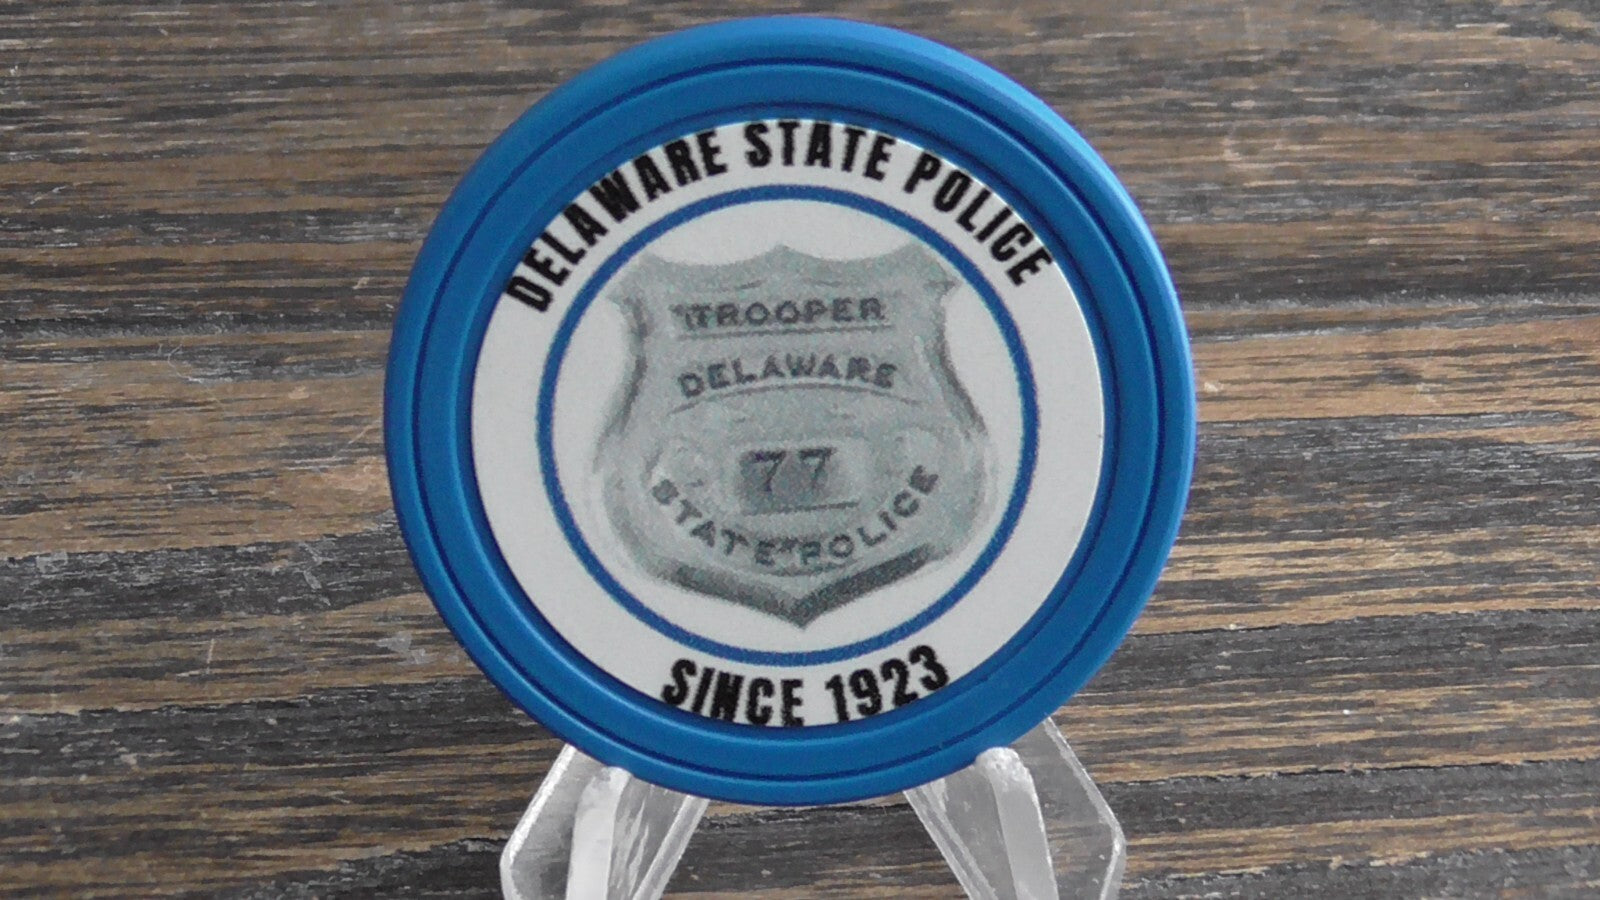 DELAWARE STATE POLICE
TROOPER
DELAWARE
77
STATE POLICE
SINCE 1923